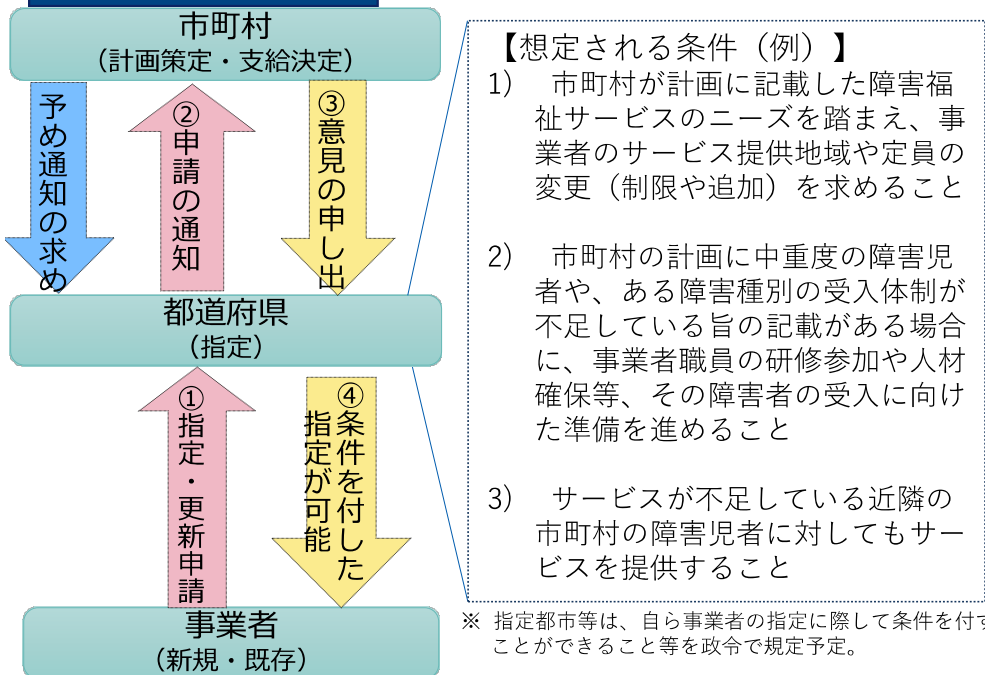 市町村
（計画策定・支給決定）
予め通知の求め
②申請の通知
③意見の申し出
都道府県
（指定）
①指定・更新申請
④条件を付した
指定が可能
事業者
（新規・既存）
【想定される条件（例）】
1)　市町村が計画に記載した障害福
祉サービスのニーズを踏まえ、事
業者のサービス提供地域や定員の
変更（制限や追加）を求めること
2)　市町村の計画に中重度の障害児
者や、ある障害種別の受入体制が
不足している旨の記載がある場合
に、事業者職員の研修参加や人材
確保等、その障害者の受入に向け
た準備を進めること
3)　サービスが不足している近隣の
市町村の障害児者に対してもサー
ビスを提供すること
※ 指定都市等は、自ら事業者の指定に際して条件を付す
ことができること等を政令で規定予定。